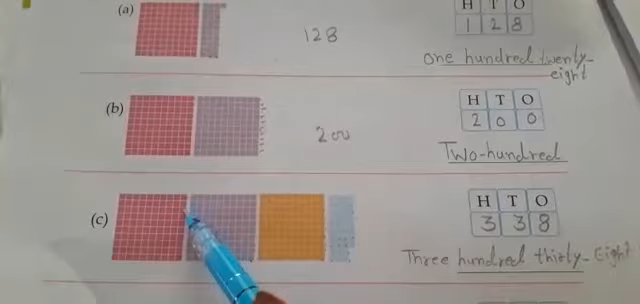 (a)
128
H T O
1 2 8
one hundred twenty-
eight
(b)
200
H T O
2 0 0
Two-hundred
(c)
H T O
3 3 8
Three hundred thirty-Eight